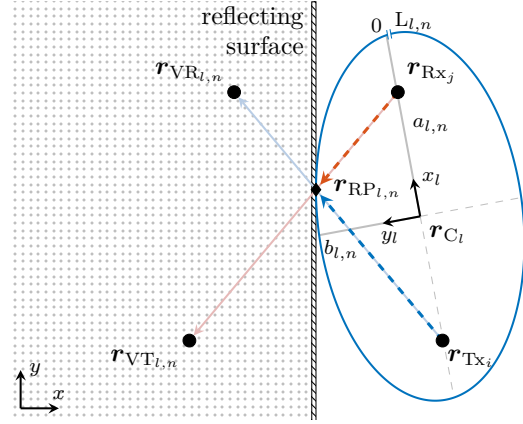 reflecting
surface
0 L_{l,n}
r_{VR_{l,n}}
r_{Rx_j}
a_{l,n}
r_{RP_{l,n}}
x_l
y_l
r_{C_l}
b_{l,n}
r_{VT_{l,n}}
r_{Tx_i}
y
x